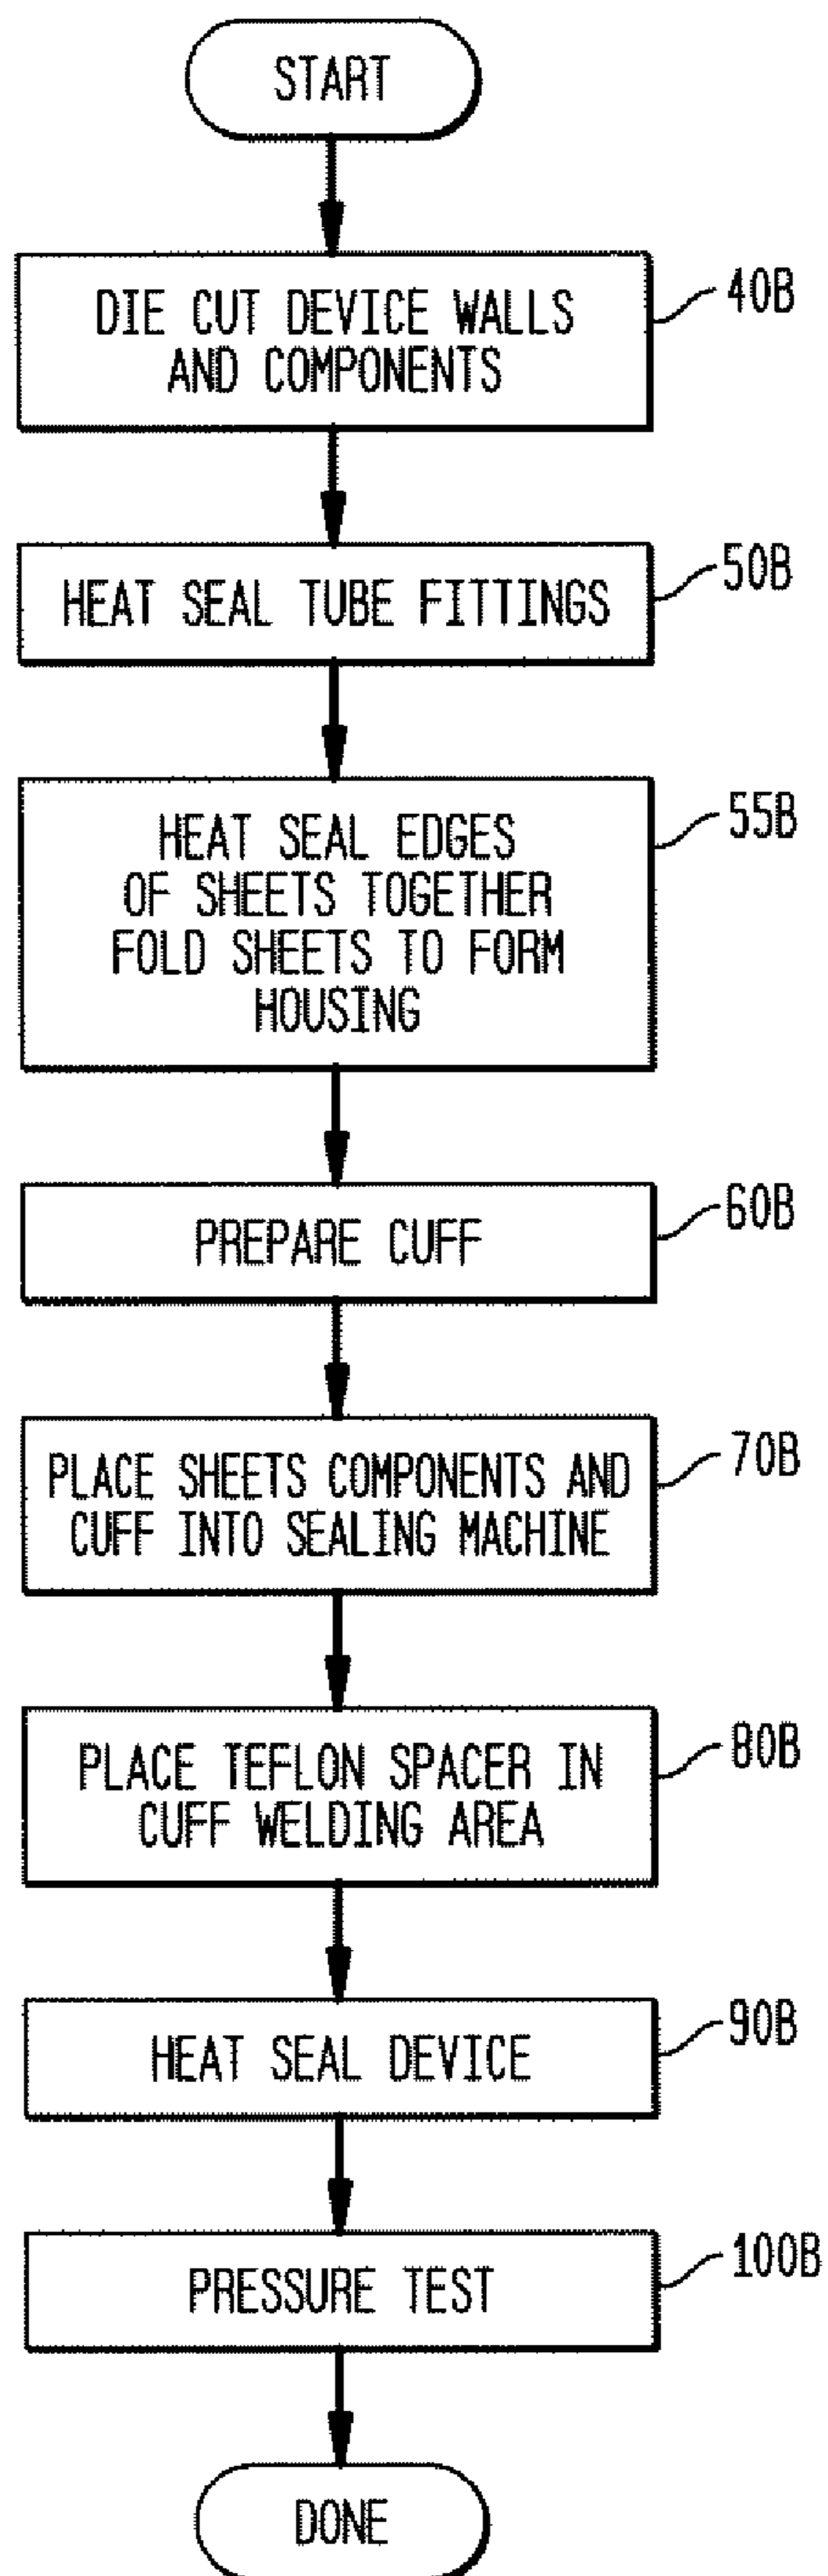 START
DIE CUT DEVICE WALLS
AND COMPONENTS
40B
HEAT SEAL TUBE FITTINGS
50B
HEAT SEAL EDGES
OF SHEETS TOGETHER
FOLD SHEETS TO FORM
HOUSING
55B
PREPARE CUFF
60B
PLACE SHEETS COMPONENTS AND
CUFF INTO SEALING MACHINE
70B
PLACE TEFLON SPACER IN
CUFF WELDING AREA
80B
HEAT SEAL DEVICE
90B
PRESSURE TEST
100B
DONE